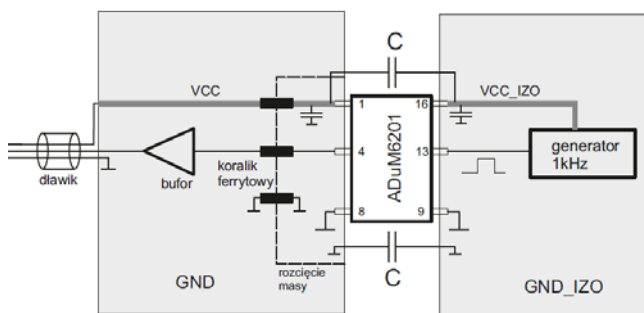 C
VCC
VCC_IZO
1
16
ADuM6201
generator
1kHz
4
13
dławik
bufor
koralik
ferrytowy
8
9
rozcięcie
masy
C
GND
GND_IZO